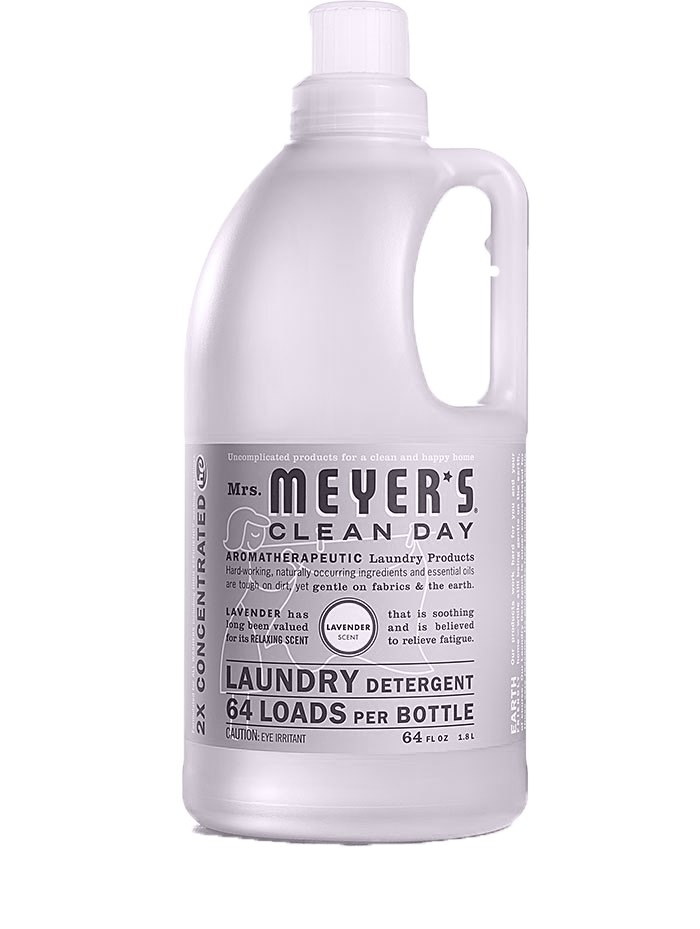 Uncomplicated products for a clean and happy home
Mrs. MEYER'S®
CLEAN DAY
AROMATHERAPEUTIC Laundry Products
Hard-working, naturally occurring ingredients and essential oils
are tough on dirt, yet gentle on fabrics & the earth.
LAVENDER has
long been valued
for its RELAXING SCENT
LAVENDER
SCENT
that is soothing
and is believed
to relieve fatigue.
LAUNDRY DETERGENT
64 LOADS PER BOTTLE
CAUTION: EYE IRRITANT
64 FL OZ 1.8 L
2X CONCENTRATED
HE
EARTH